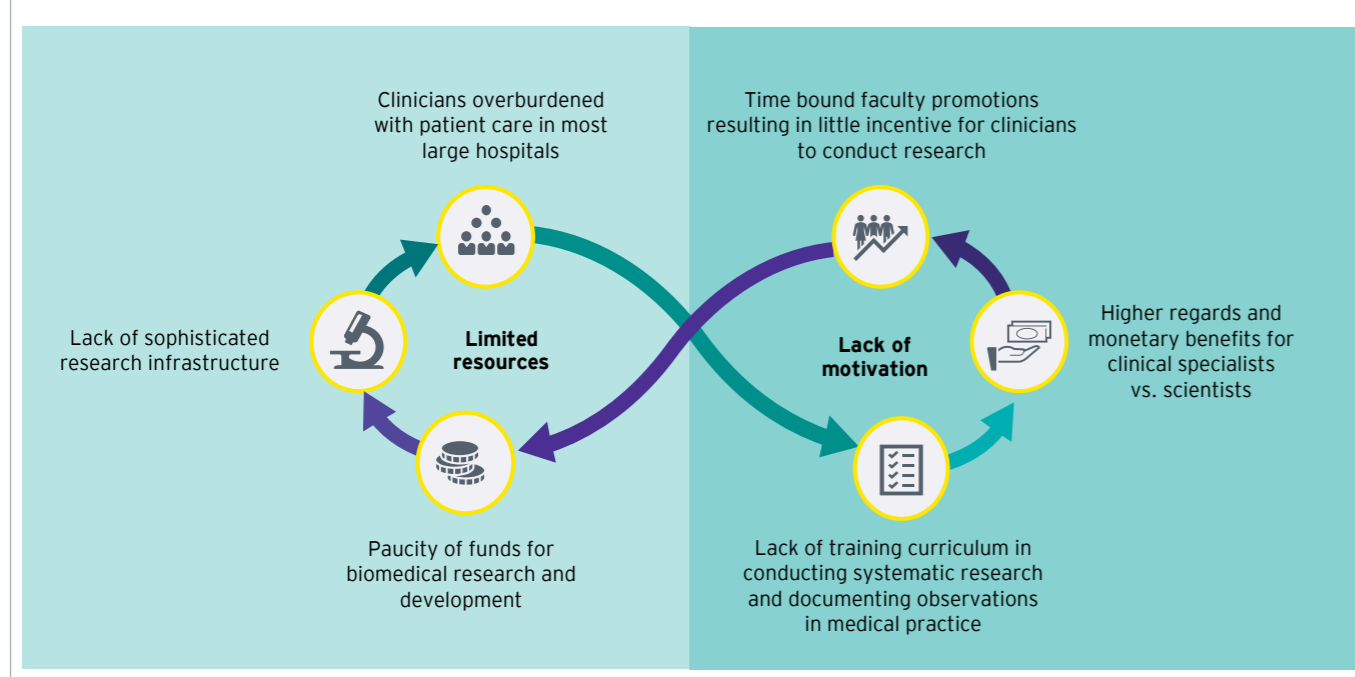 Clinicians overburdened
with patient care in most
large hospitals
Time bound faculty promotions
resulting in little incentive for clinicians
to conduct research
Lack of sophisticated
research infrastructure
Limited
resources
Lack of
motivation
Higher regards and
monetary benefits for
clinical specialists
vs. scientists
Paucity of funds for
biomedical research and
development
Lack of training curriculum in
conducting systematic research
and documenting observations
in medical practice